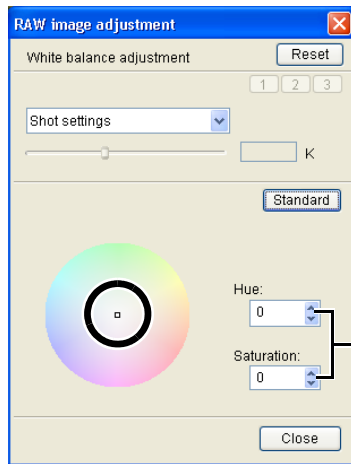 RAW image adjustment
White balance adjustment
Reset
1 2 3
Shot settings
K
Standard
Hue:
0
Saturation:
0
Close